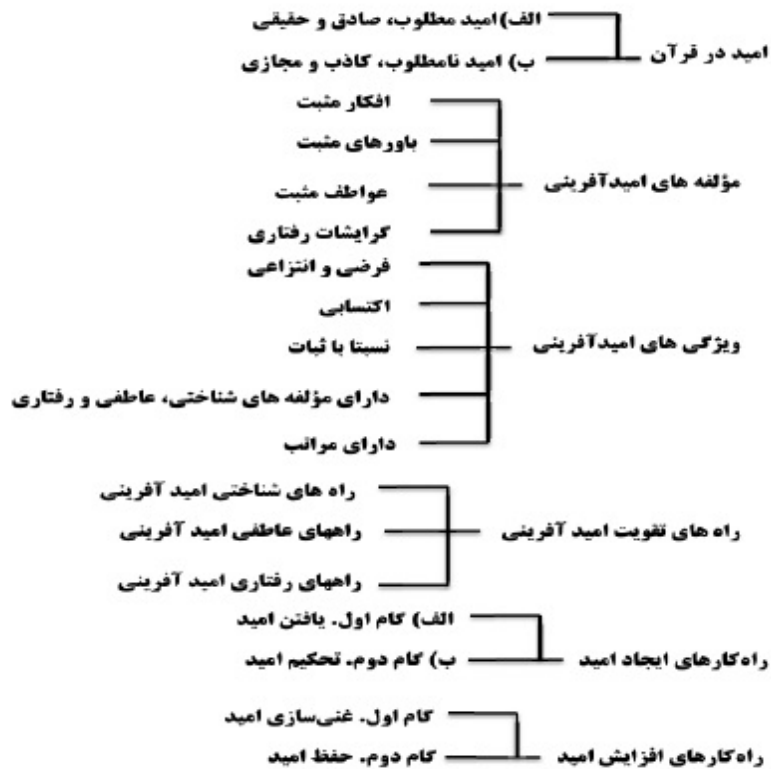 الف) امید مطلوب، صادق و حقیقی
امید در قرآن
ب) امید نامطلوب، کاذب و مجازی
افکار مثبت
باورهای مثبت
مؤلفه های امیدآفرینی
عواطف مثبت
گرایشات رفتاری
فرضی و انتزاعی
اکتسابی
ویژگی های امیدآفرینی
نسبتا با ثبات
دارای مؤلفه های شناختی، عاطفی و رفتاری
دارای مراتب
راه های شناختی امید آفرینی
راه های تقویت امید آفرینی
راههای عاطفی امید آفرینی
راههای رفتاری امید آفرینی
الف) گام اول. یافتن امید
راه‌کارهای ایجاد امید
ب) گام دوم. تحکیم امید
گام اول. غنی‌سازی امید
راه‌کارهای افزایش امید
گام دوم. حفظ امید